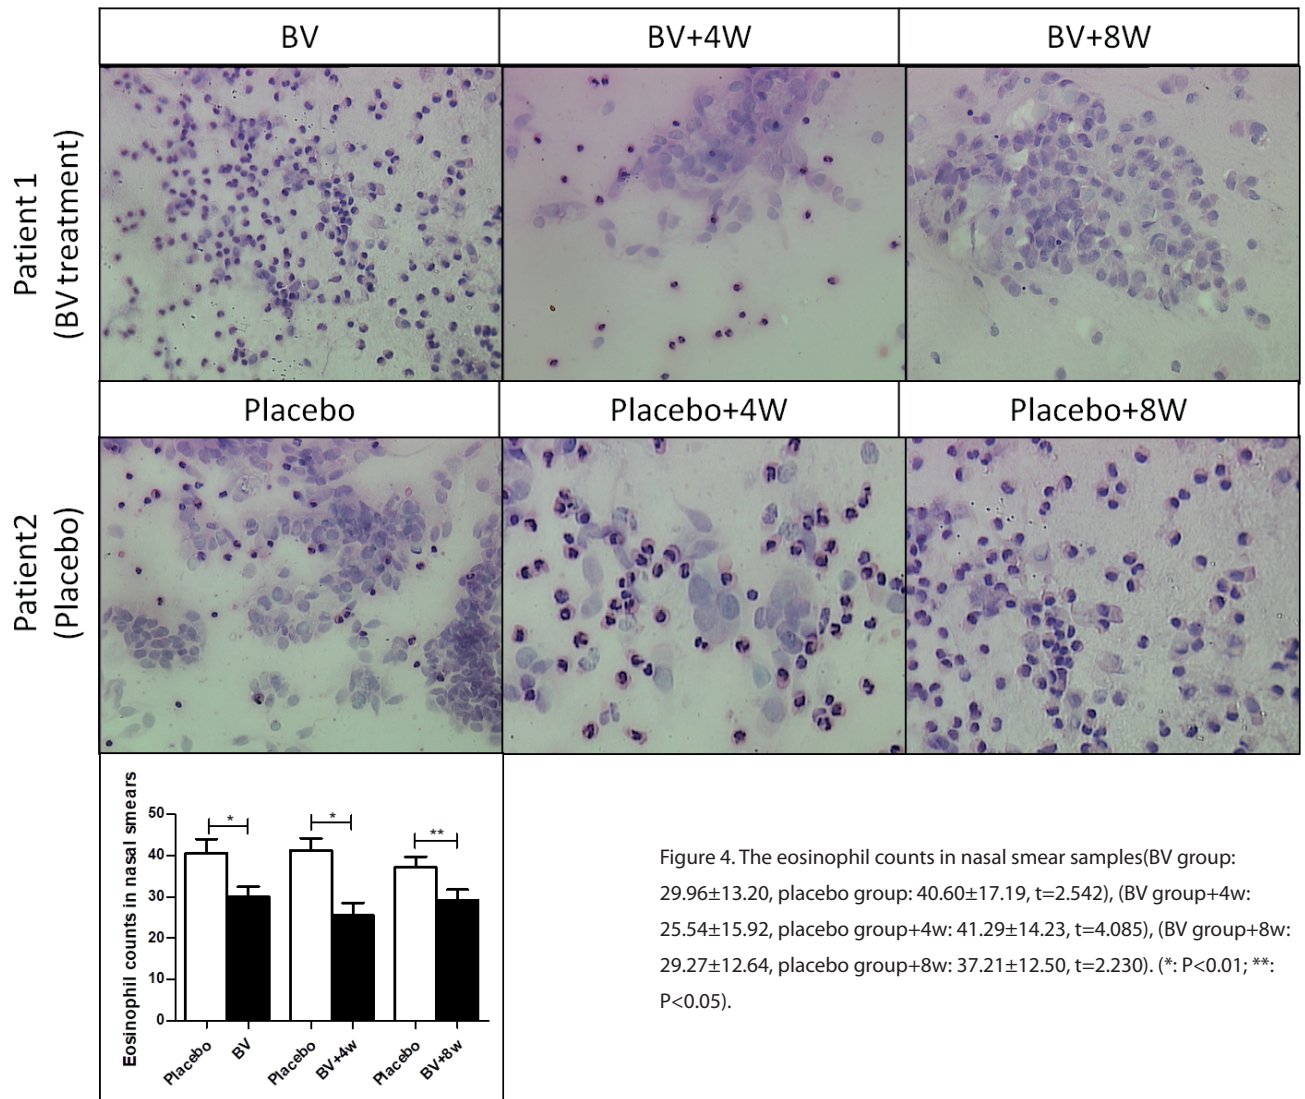 BV BV+4W BV+8W
Patient 1
(BV treatment)
Placebo Placebo+4W Placebo+8W
Patient2
(Placebo)
Eosinophil counts in nasal smears
50
40
30
20
10
0
* * **
Placebo BV Placebo BV+4w Placebo BV+8w
Figure 4. The eosinophil counts in nasal smear samples(BV group:
29.96±13.20, placebo group: 40.60±17.19, t=2.542), (BV group+4w:
25.54±15.92, placebo group+4w: 41.29±14.23, t=4.085), (BV group+8w:
29.27±12.64, placebo group+8w: 37.21±12.50, t=2.230). (*: P<0.01; **:
P<0.05).